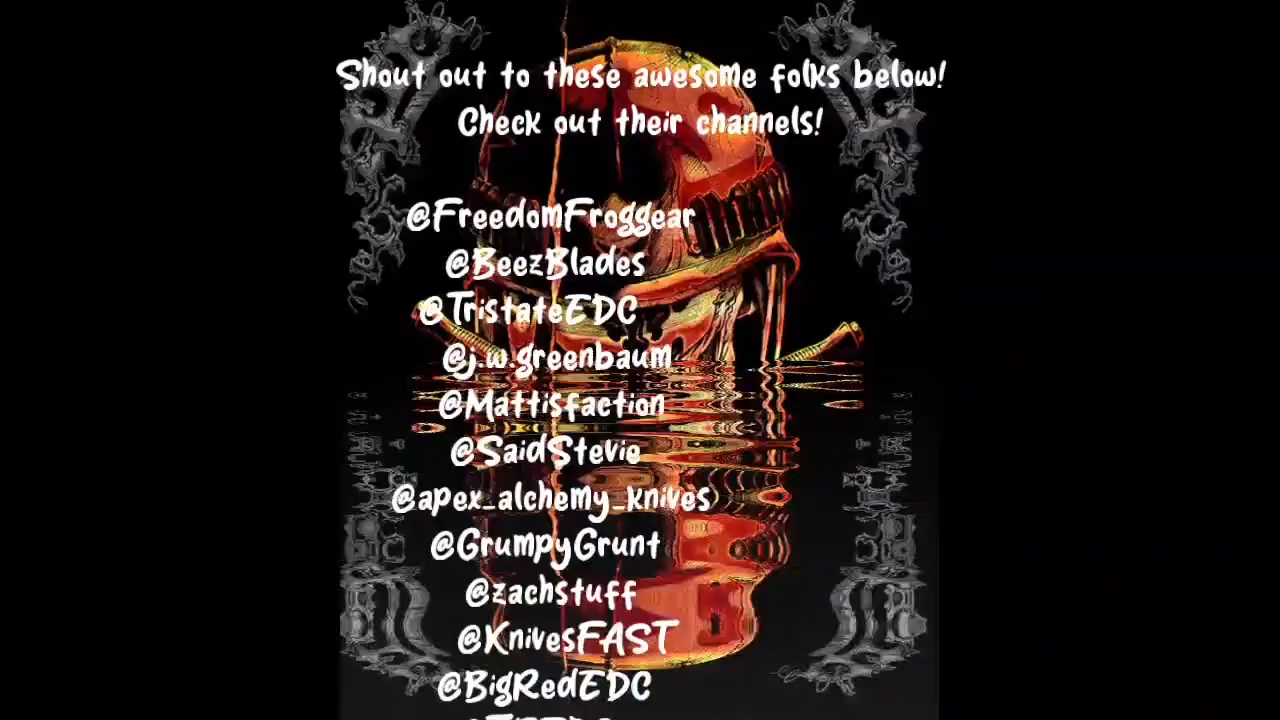 Shout out to these awesome folks below!
Check out their channels!
@FreedomFroggear
@BeezBlades
@TristateEDC
@j.w.greenbaum
@Mattisfaction
@SaidStevie
@apex_alchemy_knives
@GrumpyGrunt
@zachstuff
@KnivesFAST
@BigRedEDC